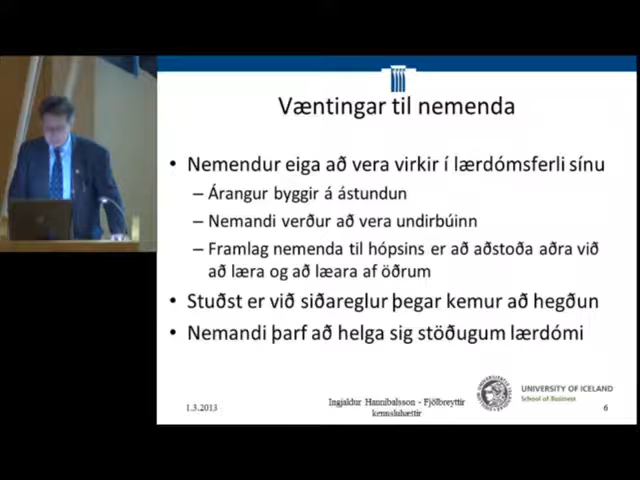 Væntingar til nemenda
• Nemendur eiga að vera virkir í lærdómsferli sínu
– Árangur byggir á ástundun
– Nemandi verður að vera undirbúinn
– Framlag nemenda til hópsins er að aðstoða aðra við
að læra og að læara af öðrum
• Stuðst er við siðareglur þegar kemur að hegðun
• Nemandi þarf að helga sig stöðugum lærdómi
1.3.2013
Ingjaldur Hannibalsson - Fjölbreyttir
kennsluhættir
UNIVERSITY OF ICELAND
School of Business
6